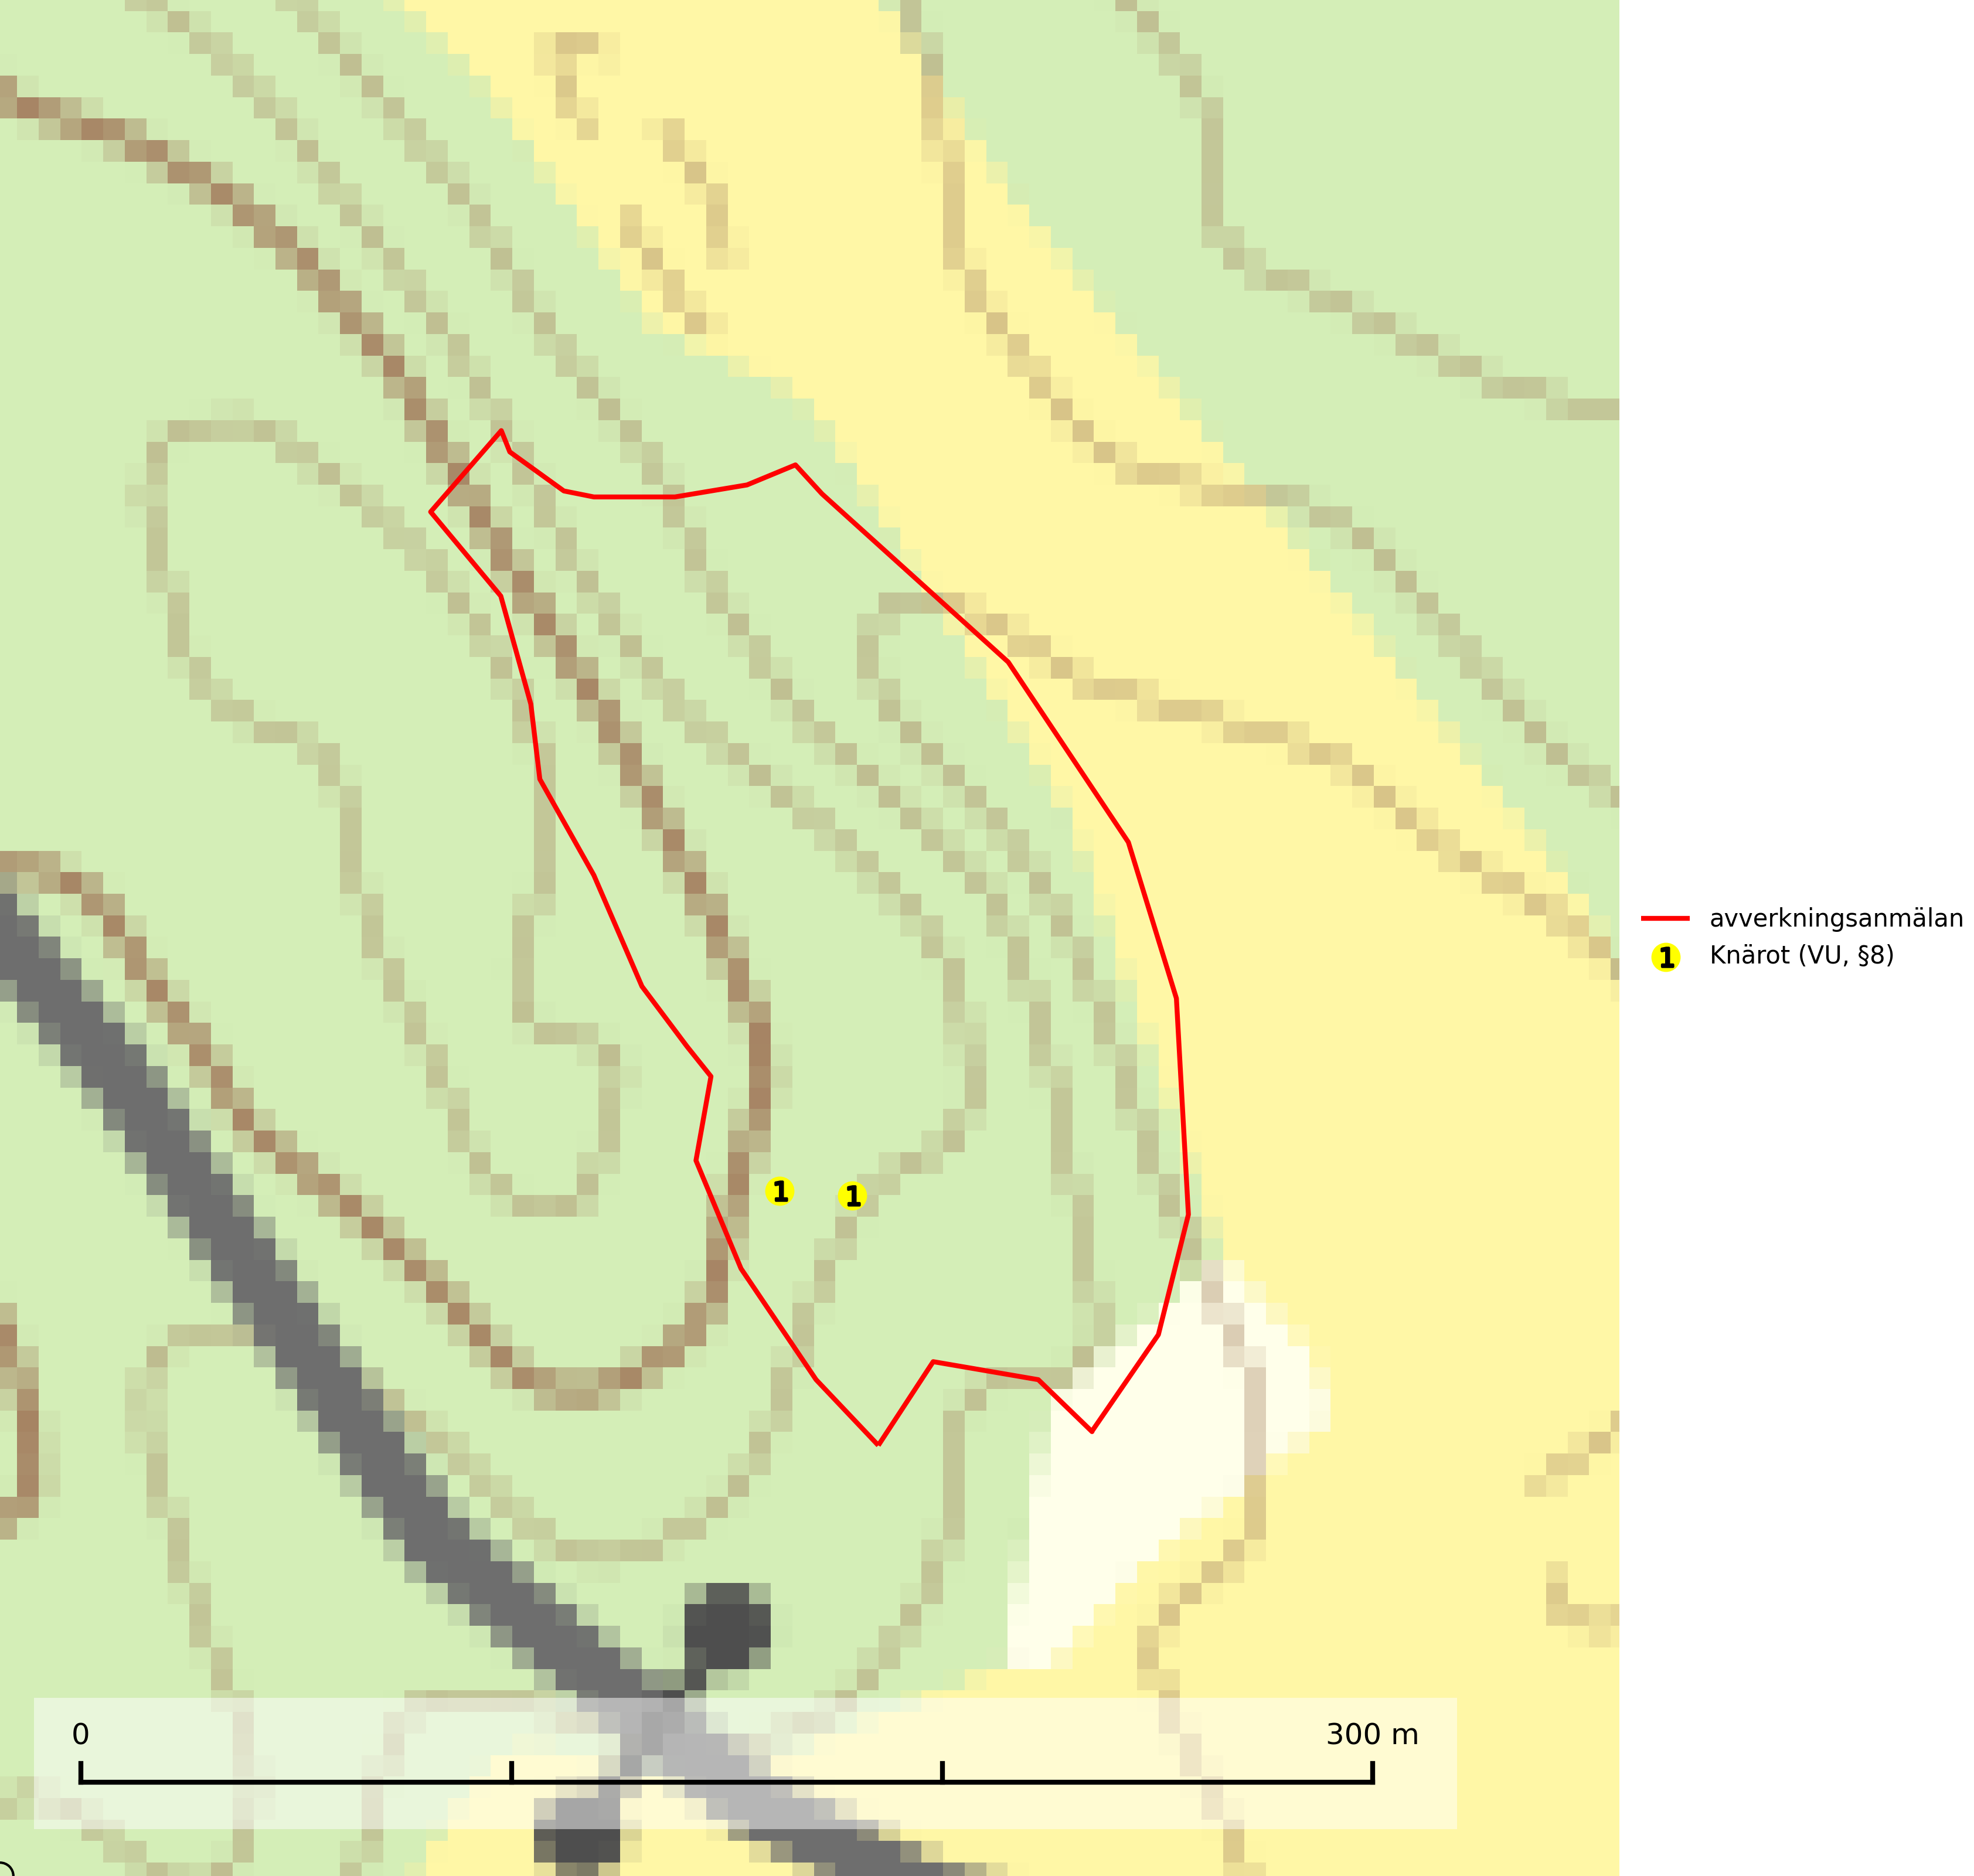 avverkningsanmälan
1 Knärot (VU, §8)
1 1
0 300 m